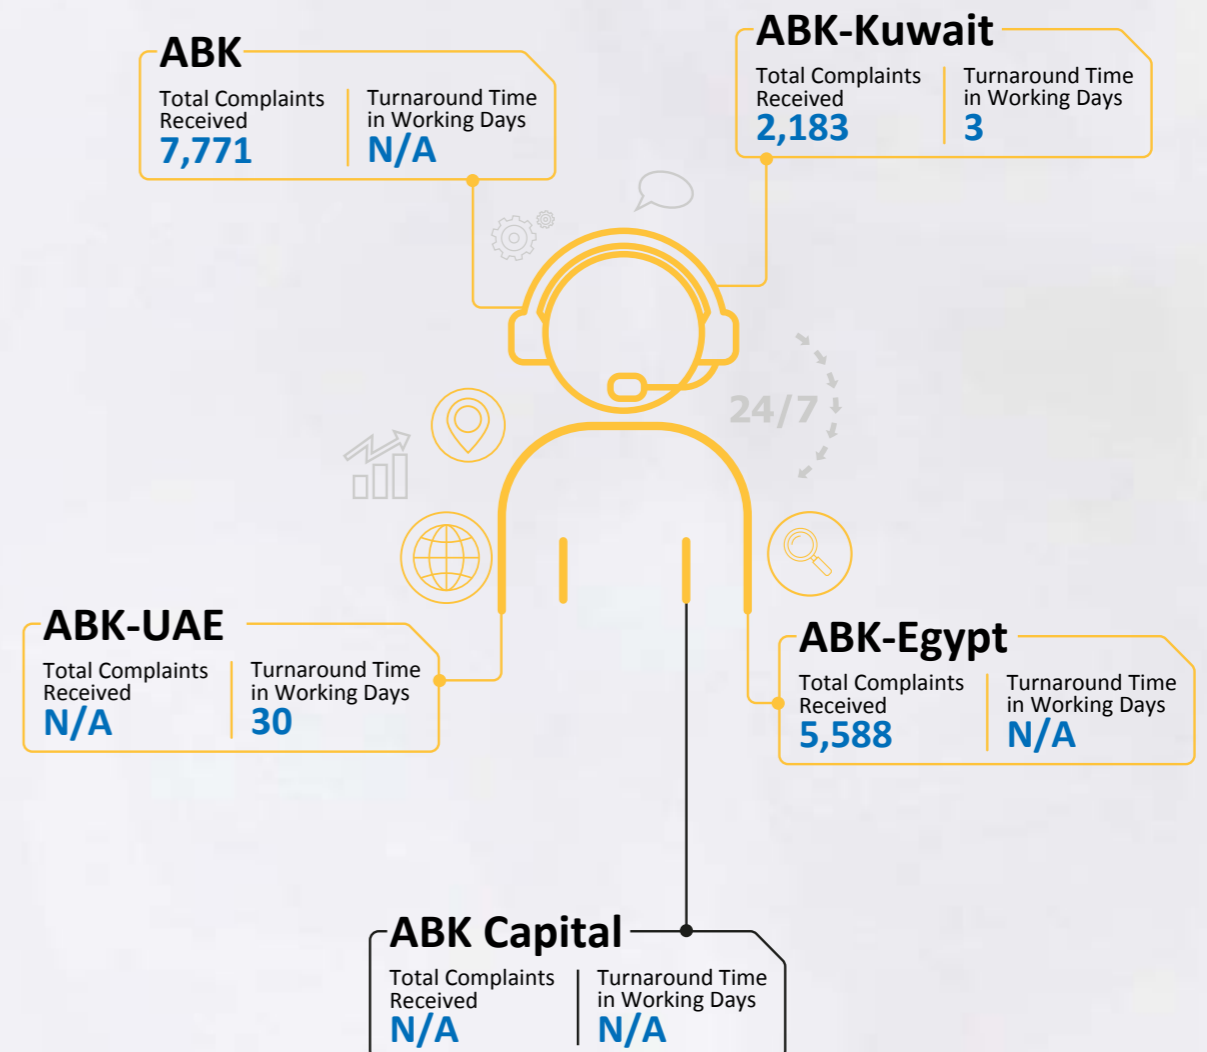 ABK
Total Complaints
Received
7,771
Turnaround Time
in Working Days
N/A
ABK-Kuwait
Total Complaints
Received
2,183
Turnaround Time
in Working Days
3
24/7
ABK-UAE
Total Complaints
Received
N/A
Turnaround Time
in Working Days
30
ABK-Egypt
Total Complaints
Received
5,588
Turnaround Time
in Working Days
N/A
ABK Capital
Total Complaints
Received
N/A
Turnaround Time
in Working Days
N/A